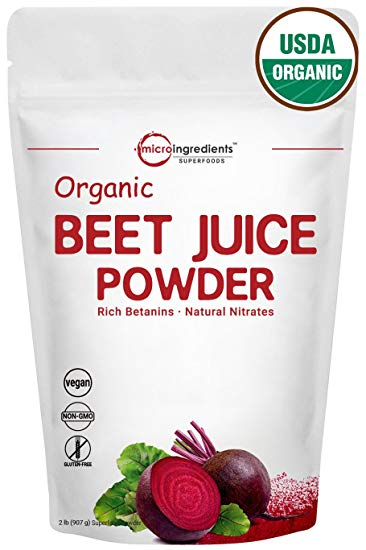 USDA
ORGANIC
microingredients™
SUPERFOODS
Organic
BEET JUICE
POWDER
Rich Betanins · Natural Nitrates
vegan
NON-GMO
GLUTEN-FREE
2 lb (907 g)